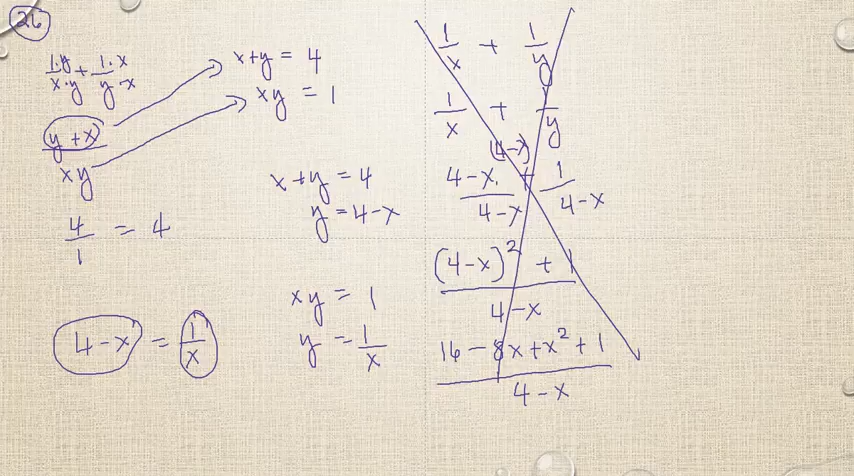 26
1·y/x·y + 1·x/y·x
y + x/xy
4/1 = 4
4-x = 1/x
x+y = 4
xy = 1
x+y = 4
y = 4-x
xy = 1
y = 1/x
1/x + 1/y
1/x + 1/y
(4-x)
4-x/4-x + 1/4-x
(4-x)² + 1/4-x
16 - 8x + x² + 1/4-x